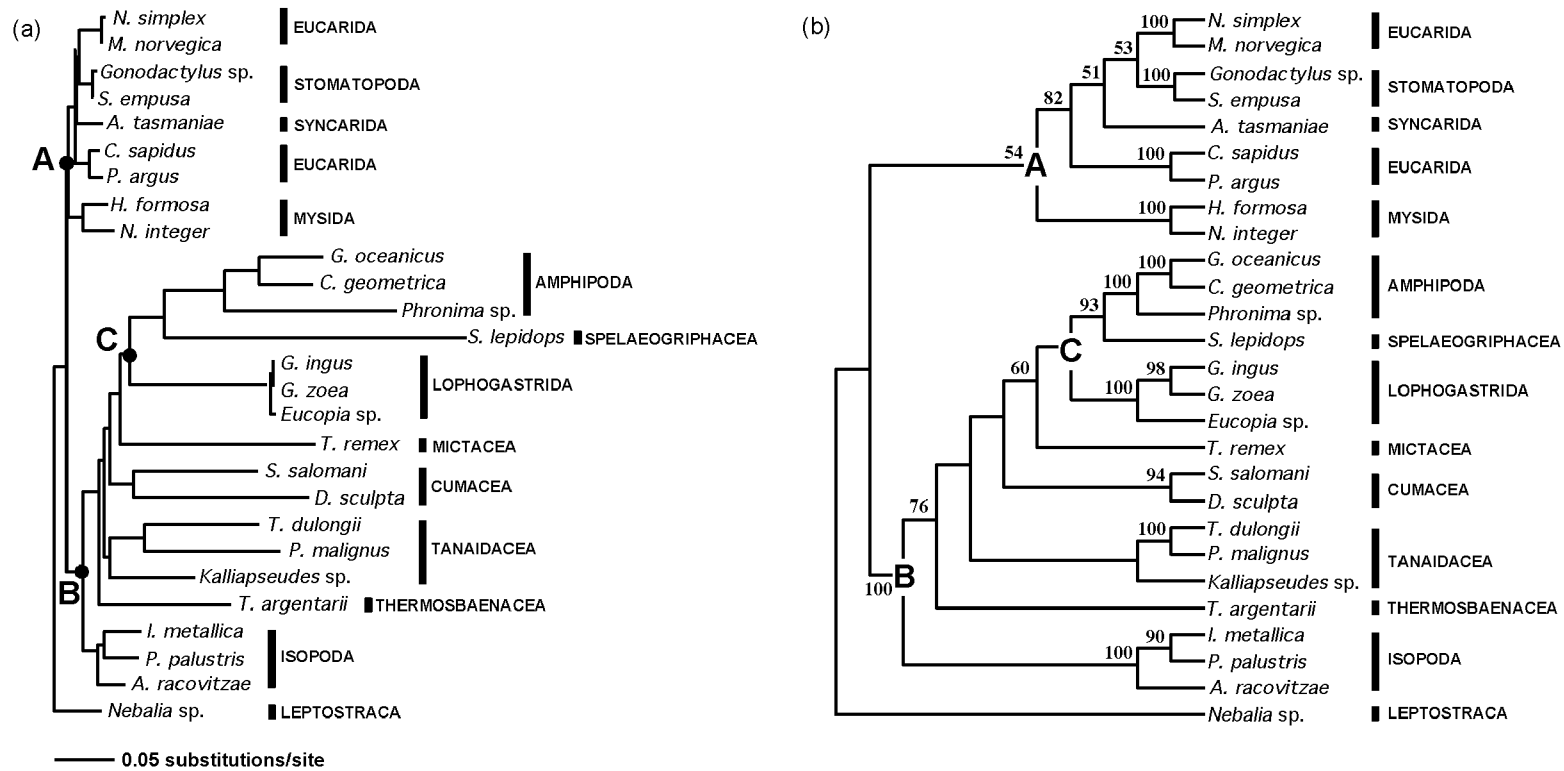 (a)
N. simplex
M. norvegica
EUCARIDA
Gonodactylus sp.
S. empusa
STOMATOPODA
A. tasmaniae
SYNCARIDA
A
C. sapidus
P. argus
EUCARIDA
H. formosa
N. integer
MYSIDA
G. oceanicus
C. geometrica
Phronima sp.
AMPHIPODA
S. lepidops
SPELAEOGRIPHACEA
C
G. ingus
G. zoea
Eucopia sp.
LOPHOGASTRIDA
T. remex
MICTACEA
S. salomani
D. sculpta
CUMACEA
T. dulongii
P. malignus
Kalliapseudes sp.
TANAIDACEA
B
T. argentarii
THERMOSBAENACEA
I. metallica
P. palustris
A. racovitzae
ISOPODA
Nebalia sp.
LEPTOSTRACA
0.05 substitutions/site
(b)
100
N. simplex
M. norvegica
EUCARIDA
53
51
100
Gonodactylus sp.
S. empusa
STOMATOPODA
82
A. tasmaniae
SYNCARIDA
54
A
100
C. sapidus
P. argus
EUCARIDA
100
H. formosa
N. integer
MYSIDA
100
G. oceanicus
C. geometrica
100
Phronima sp.
AMPHIPODA
93
S. lepidops
SPELAEOGRIPHACEA
C
60
98
G. ingus
G. zoea
100
Eucopia sp.
LOPHOGASTRIDA
T. remex
MICTACEA
94
S. salomani
D. sculpta
CUMACEA
76
100
T. dulongii
P. malignus
Kalliapseudes sp.
TANAIDACEA
B
100
T. argentarii
THERMOSBAENACEA
90
I. metallica
P. palustris
100
A. racovitzae
ISOPODA
Nebalia sp.
LEPTOSTRACA